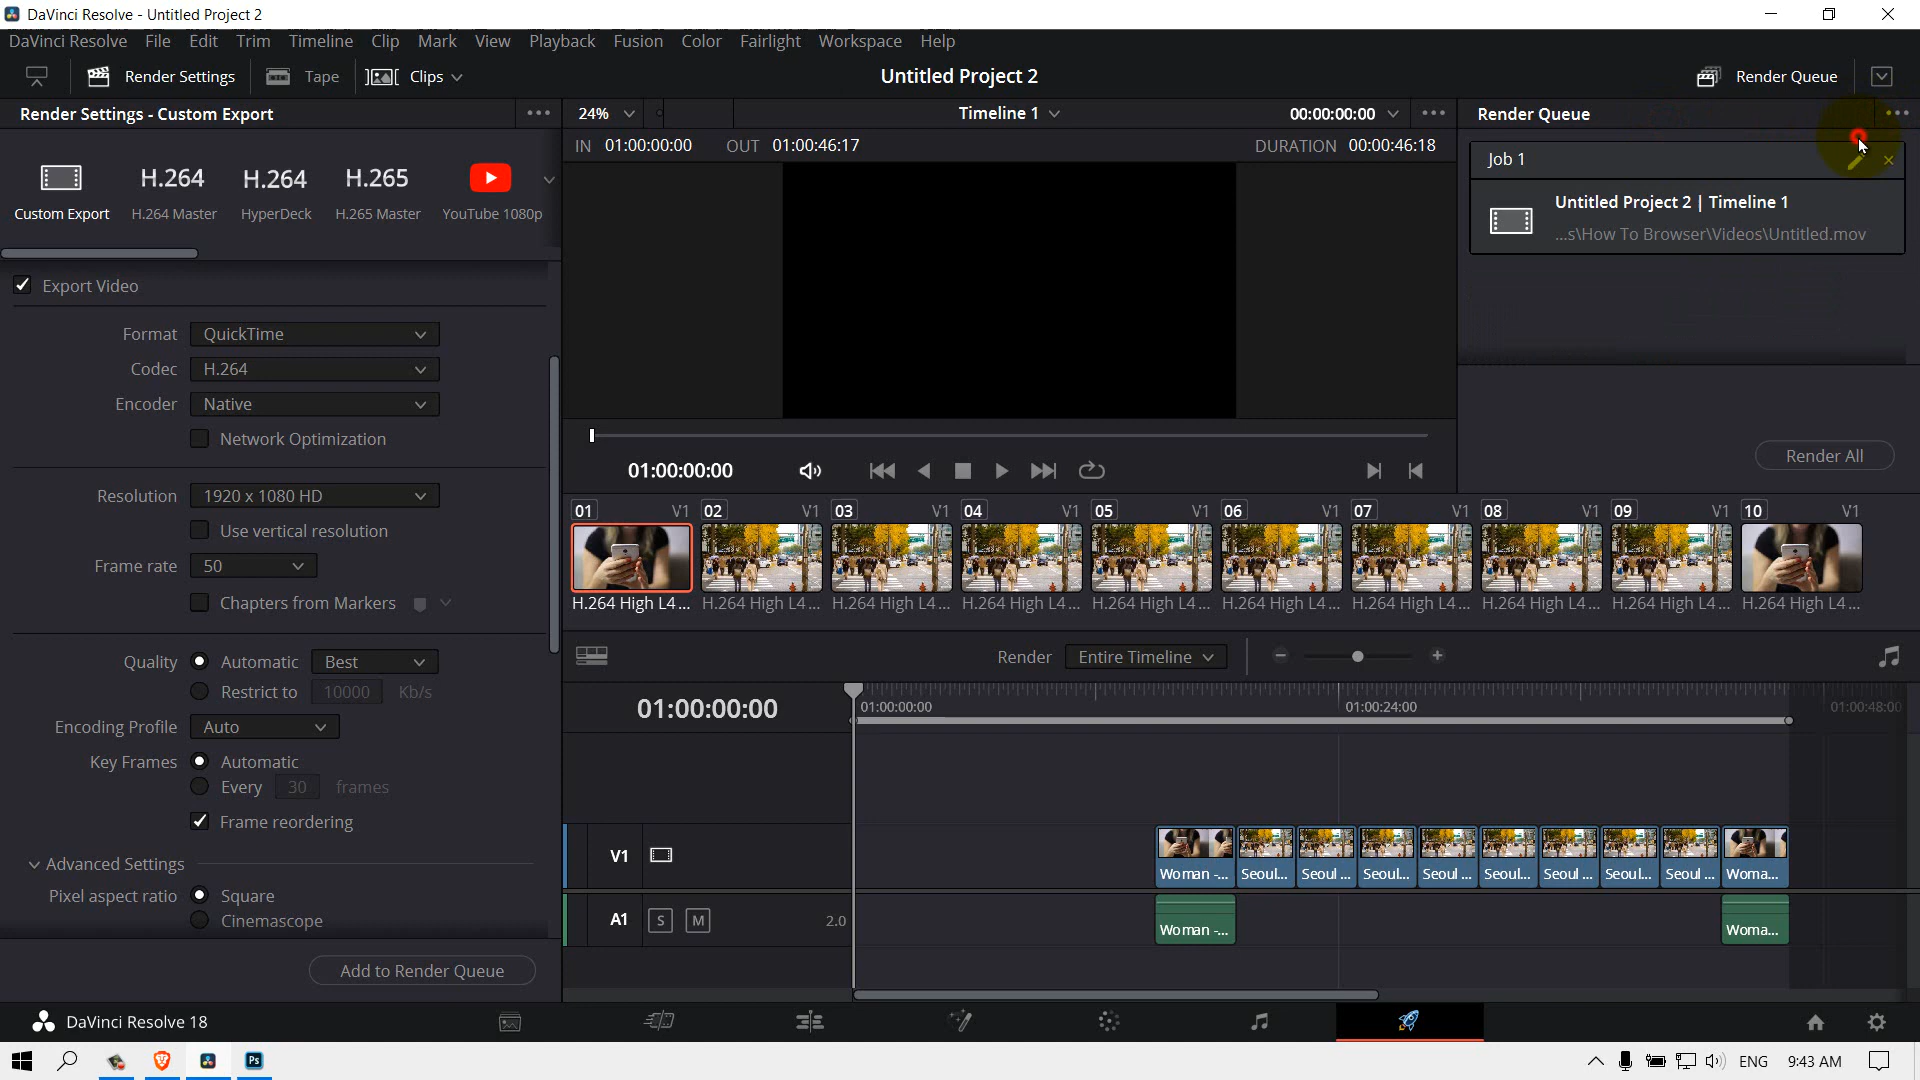 DaVinci Resolve - Untitled Project 2
DaVinci Resolve File Edit Trim Timeline Clip Mark View Playback Fusion Color Fairlight Workspace Help
Render Settings Tape Clips Untitled Project 2 Render Queue
Render Settings - Custom Export 24% Timeline 1 00:00:00:00 Render Queue
IN 01:00:00:00 OUT 01:00:46:17 DURATION 00:00:46:18
Job 1
H.264 H.264 H.265
Custom Export H.264 Master HyperDeck H.265 Master YouTube 1080p
Untitled Project 2 | Timeline 1
...s\How To Browser\Videos\Untitled.mov
Export Video
Format QuickTime
Codec H.264
Encoder Native
Network Optimization
01:00:00:00
Render All
Resolution 1920 x 1080 HD
Use vertical resolution
Frame rate 50
Chapters from Markers
01 V1 02 V1 03 V1 04 V1 05 V1 06 V1 07 V1 08 V1 09 V1 10 V1
H.264 High L4... H.264 High L4... H.264 High L4... H.264 High L4... H.264 High L4... H.264 High L4... H.264 High L4... H.264 High L4... H.264 High L4... H.264 High L4...
Quality Automatic Best
Restrict to 10000 Kb/s
Render Entire Timeline
Encoding Profile Auto
01:00:00:00 01:00:00:00 01:00:24:00 01:00:48:00
Key Frames Automatic
Every 30 frames
Frame reordering
Advanced Settings
Pixel aspect ratio Square
Cinemascope
V1
Woman -... Seoul... Seoul ... Seoul... Seoul ... Seoul... Seoul ... Seoul... Seoul ... Woma...
A1 S M 2.0
Woman -... Woma...
Add to Render Queue
DaVinci Resolve 18
Ps
ENG 9:43 AM